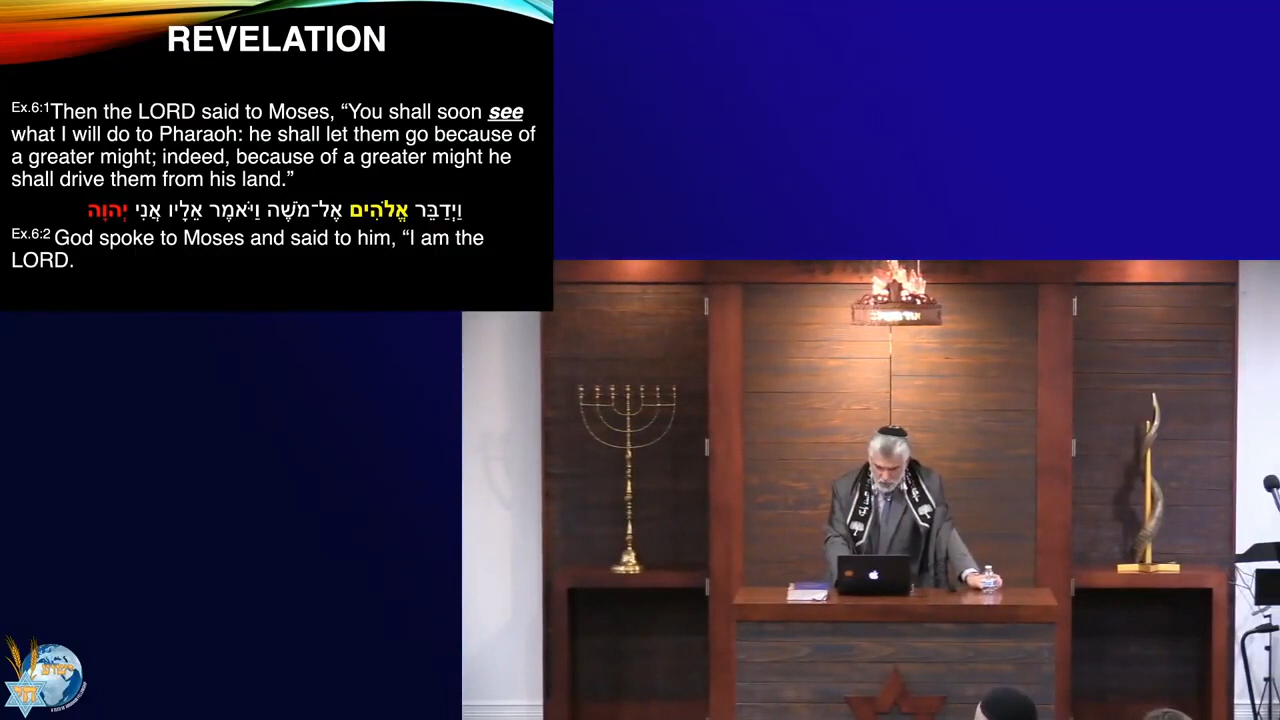 REVELATION
Ex.6:1Then the LORD said to Moses, “You shall soon see
what I will do to Pharaoh: he shall let them go because of
a greater might; indeed, because of a greater might he
shall drive them from his land.”
וַיְדַבֵּר אֱלֹהִים אֶל־מֹשֶׁה וַיֹּאמֶר אֵלָיו אֲנִי יְהוָה
Ex.6:2 God spoke to Moses and said to him, “I am the
LORD.